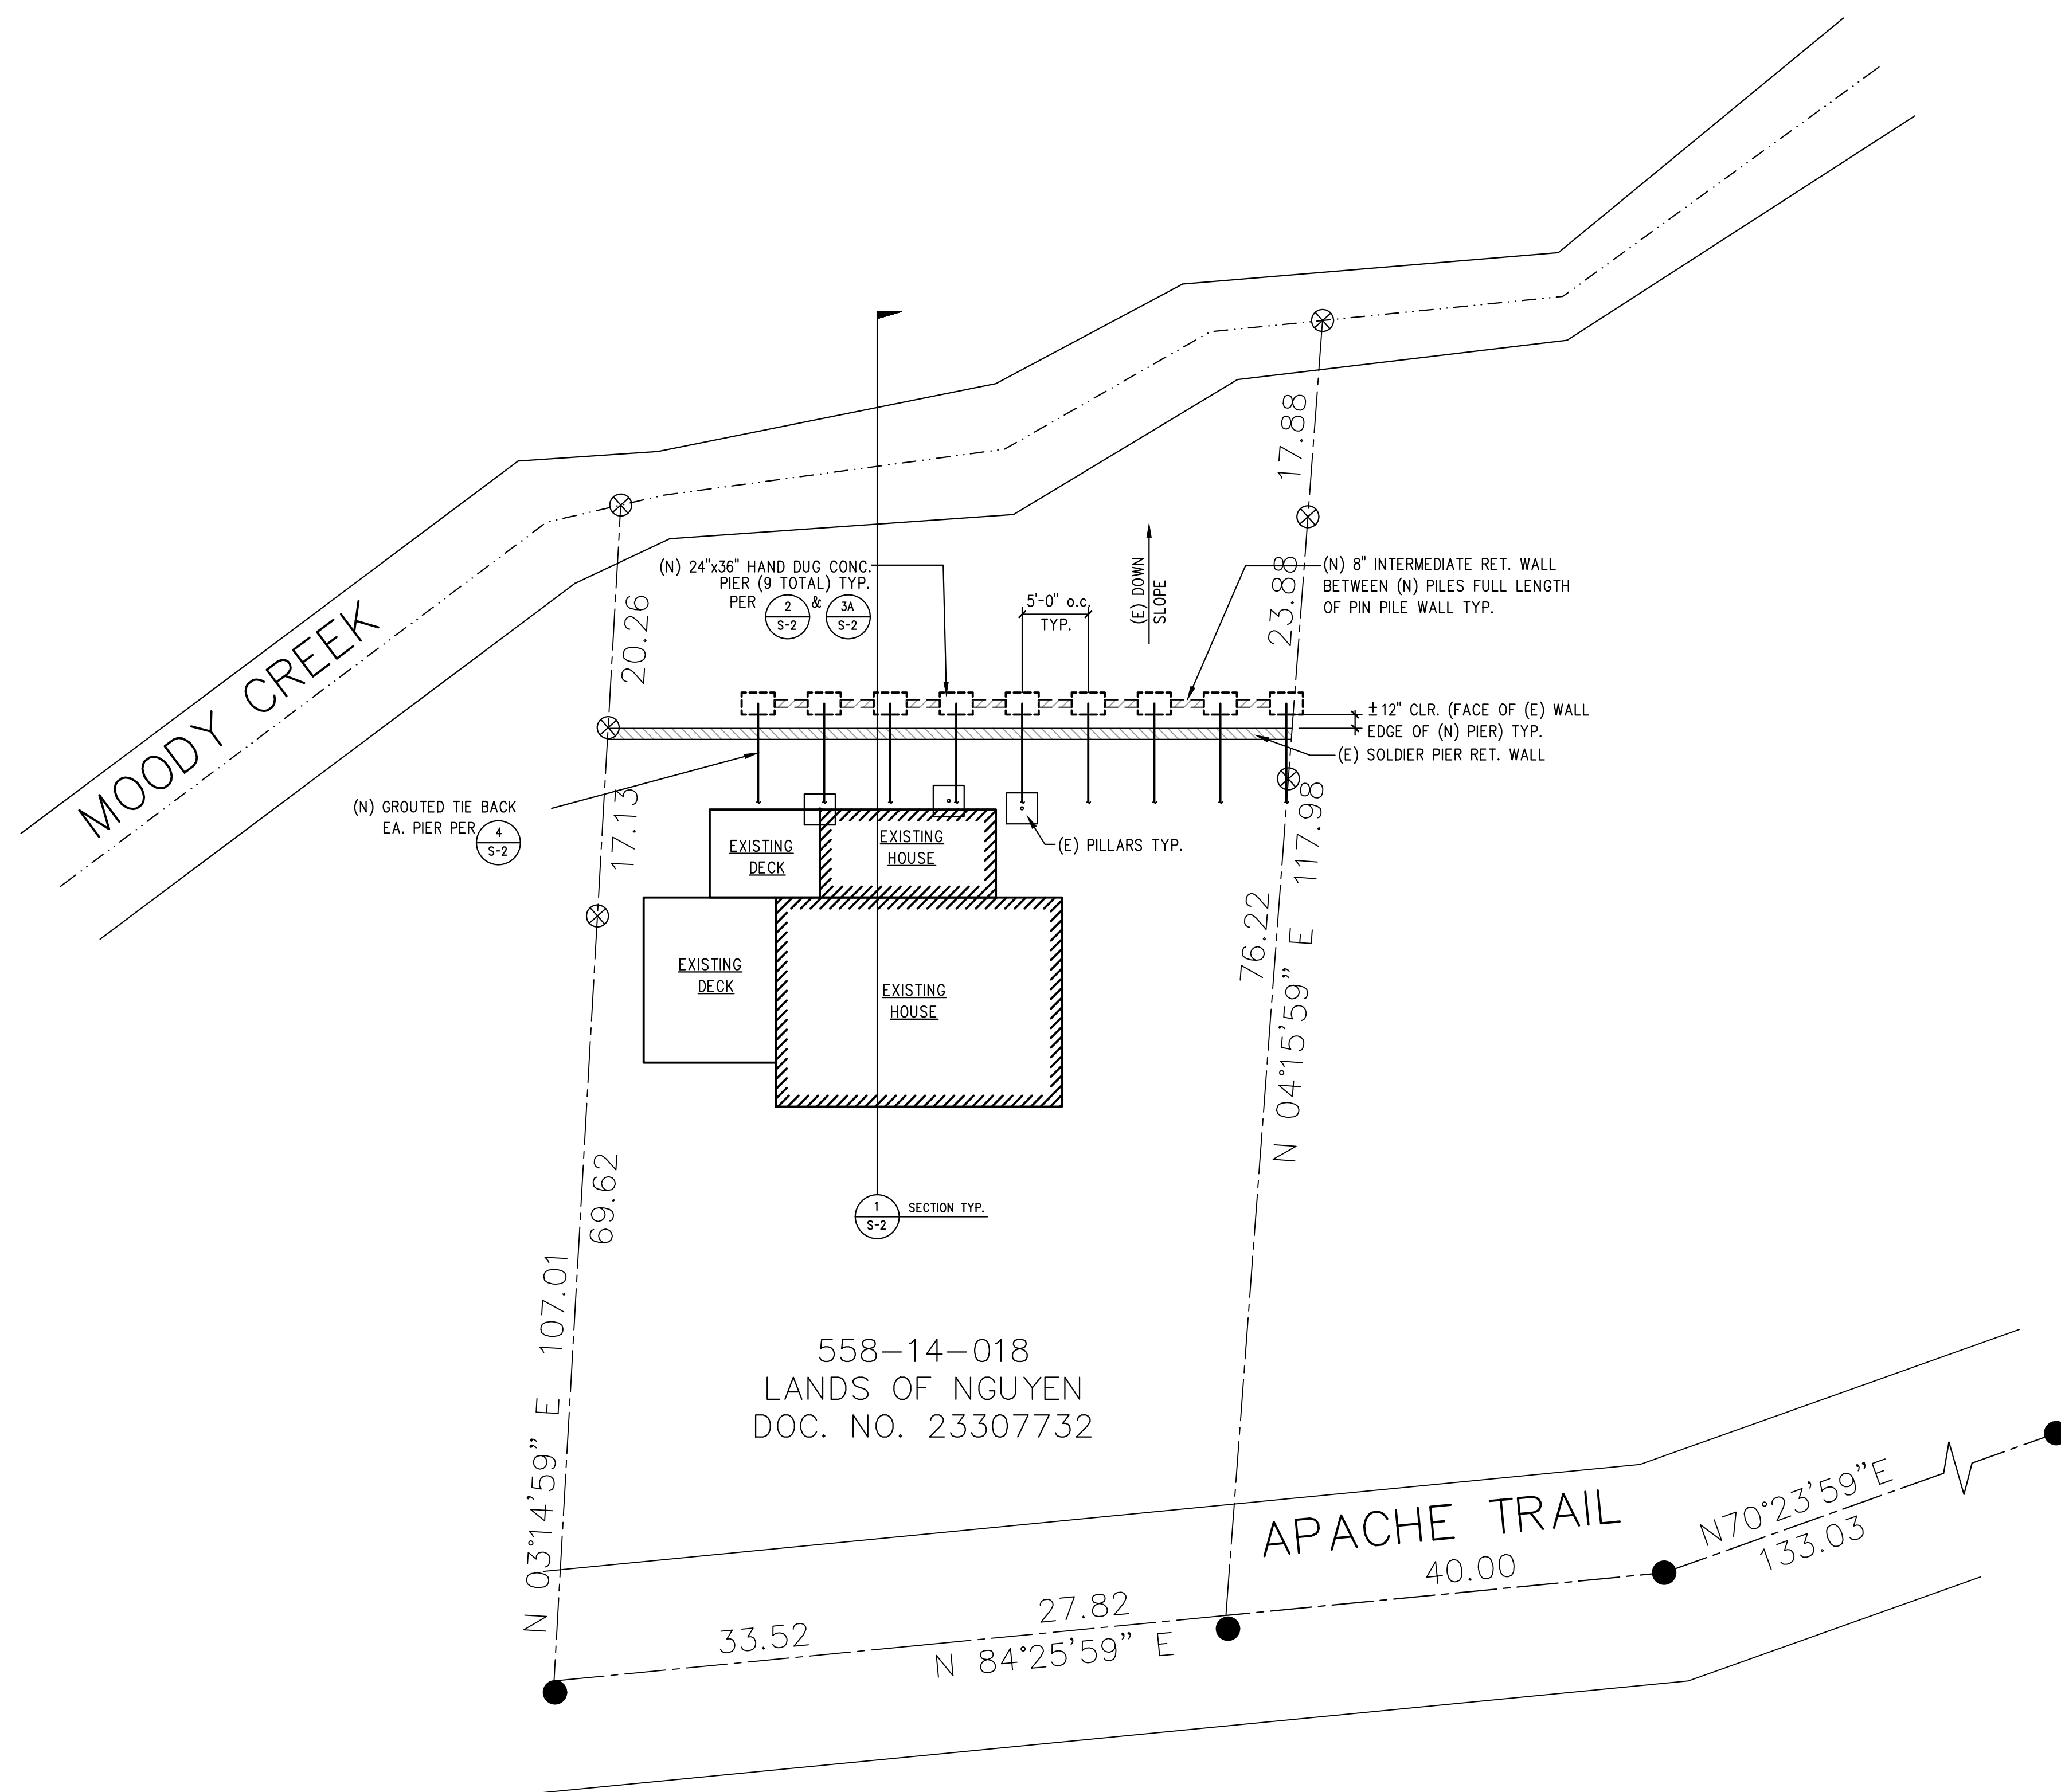 MOODY CREEK
17.88
(N) 24"x36" HAND DUG CONC.
PIER (9 TOTAL) TYP.
PER 2 S-2 & 3A S-2
20.26
5'-0" o.c.
TYP.
(E) DOWN
SLOPE
23.88
(N) 8" INTERMEDIATE RET. WALL
BETWEEN (N) PILES FULL LENGTH
OF PIN PILE WALL TYP.
±12" CLR. (FACE OF (E) WALL
EDGE OF (N) PIER) TYP.
(E) SOLDIER PIER RET. WALL
(N) GROUTED TIE BACK
EA. PIER PER 4 S-2
17.13
EXISTING
DECK
EXISTING
HOUSE
(E) PILLARS TYP.
EXISTING
DECK
EXISTING
HOUSE
76.22
N 04°15'59" E 117.98
69.62
N 03°14'59" E 107.01
1
S-2
SECTION TYP.
558-14-018
LANDS OF NGUYEN
DOC. NO. 23307732
APACHE TRAIL
33.52
27.82
40.00
N 84°25'59" E
N70°23'59"E
133.03